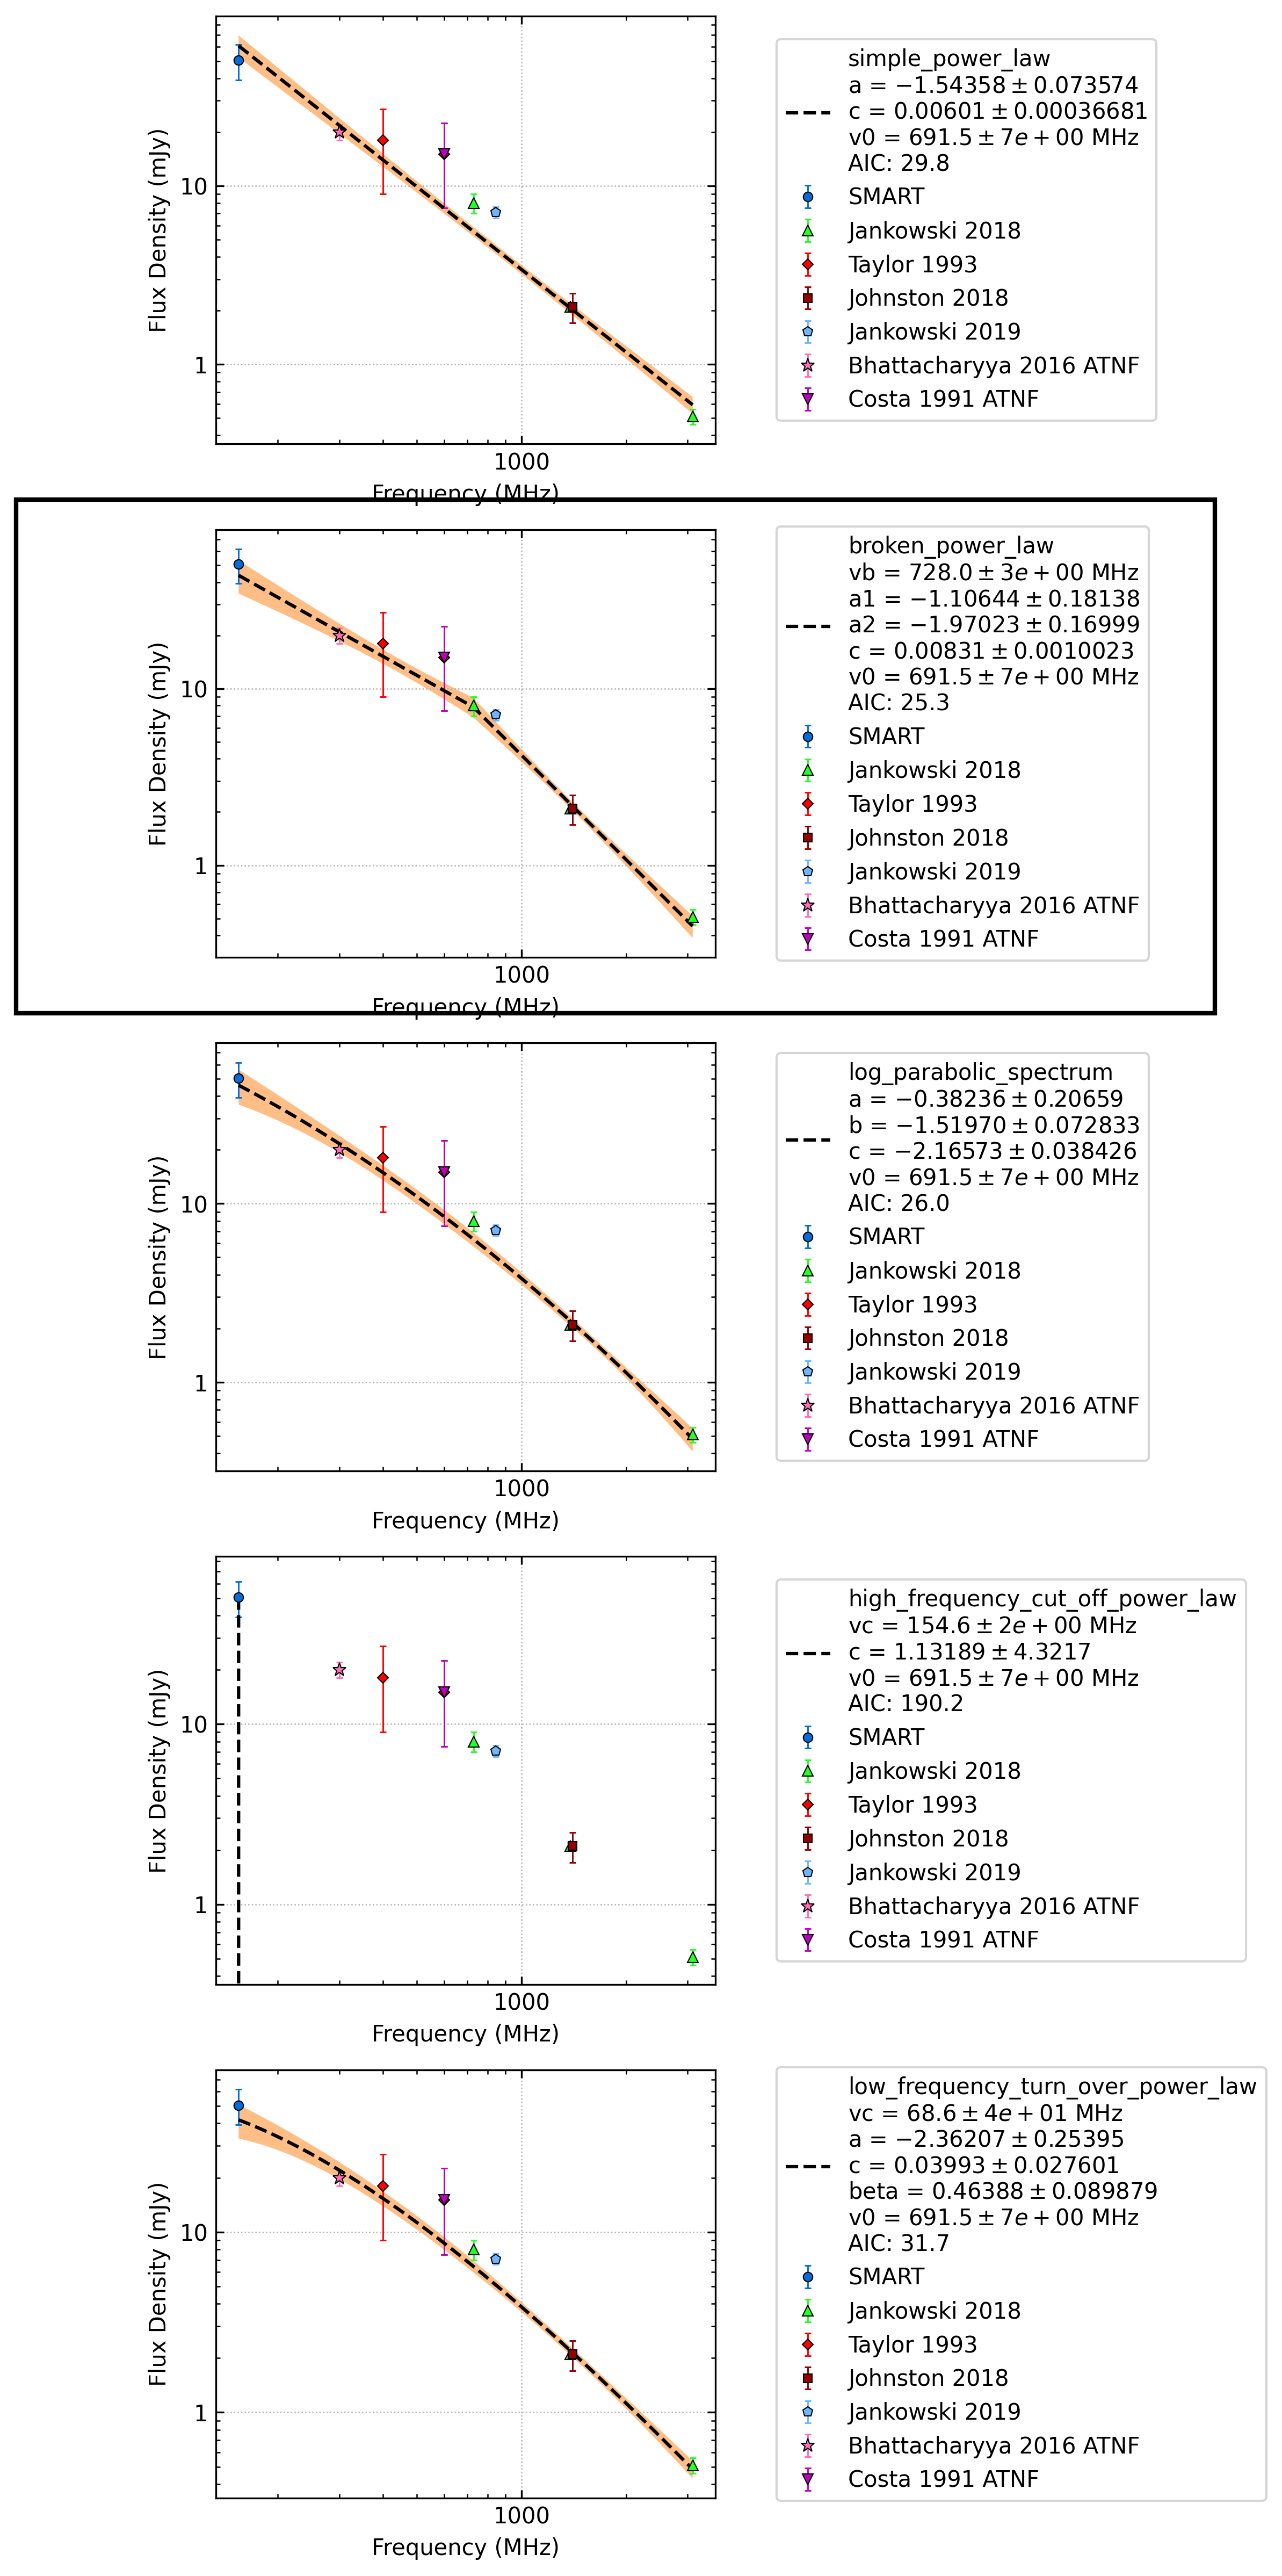 Flux Density (mJy)
10
1
1000
Frequency (MHz)
simple_power_law
a = −1.54358 ± 0.073574
c = 0.00601 ± 0.00036681
v0 = 691.5 ± 7e + 00 MHz
AIC: 29.8
SMART
Jankowski 2018
Taylor 1993
Johnston 2018
Jankowski 2019
Bhattacharyya 2016 ATNF
Costa 1991 ATNF
Flux Density (mJy)
10
1
1000
Frequency (MHz)
broken_power_law
vb = 728.0 ± 3e + 00 MHz
a1 = −1.10644 ± 0.18138
a2 = −1.97023 ± 0.16999
c = 0.00831 ± 0.0010023
v0 = 691.5 ± 7e + 00 MHz
AIC: 25.3
SMART
Jankowski 2018
Taylor 1993
Johnston 2018
Jankowski 2019
Bhattacharyya 2016 ATNF
Costa 1991 ATNF
Flux Density (mJy)
10
1
1000
Frequency (MHz)
log_parabolic_spectrum
a = −0.38236 ± 0.20659
b = −1.51970 ± 0.072833
c = −2.16573 ± 0.038426
v0 = 691.5 ± 7e + 00 MHz
AIC: 26.0
SMART
Jankowski 2018
Taylor 1993
Johnston 2018
Jankowski 2019
Bhattacharyya 2016 ATNF
Costa 1991 ATNF
Flux Density (mJy)
10
1
1000
Frequency (MHz)
high_frequency_cut_off_power_law
vc = 154.6 ± 2e + 00 MHz
c = 1.13189 ± 4.3217
v0 = 691.5 ± 7e + 00 MHz
AIC: 190.2
SMART
Jankowski 2018
Taylor 1993
Johnston 2018
Jankowski 2019
Bhattacharyya 2016 ATNF
Costa 1991 ATNF
Flux Density (mJy)
10
1
1000
Frequency (MHz)
low_frequency_turn_over_power_law
vc = 68.6 ± 4e + 01 MHz
a = −2.36207 ± 0.25395
c = 0.03993 ± 0.027601
beta = 0.46388 ± 0.089879
v0 = 691.5 ± 7e + 00 MHz
AIC: 31.7
SMART
Jankowski 2018
Taylor 1993
Johnston 2018
Jankowski 2019
Bhattacharyya 2016 ATNF
Costa 1991 ATNF